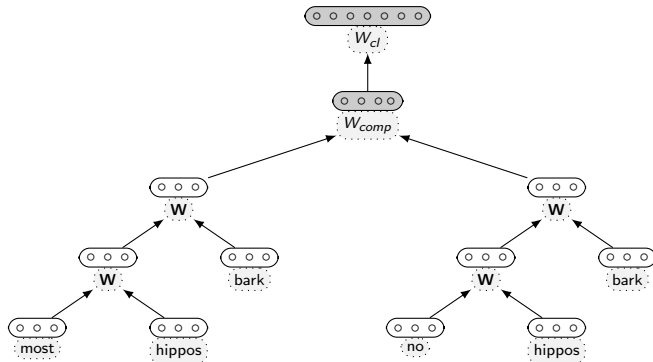 W_cl
W_comp
W W
W bark W bark
most hippos no hippos